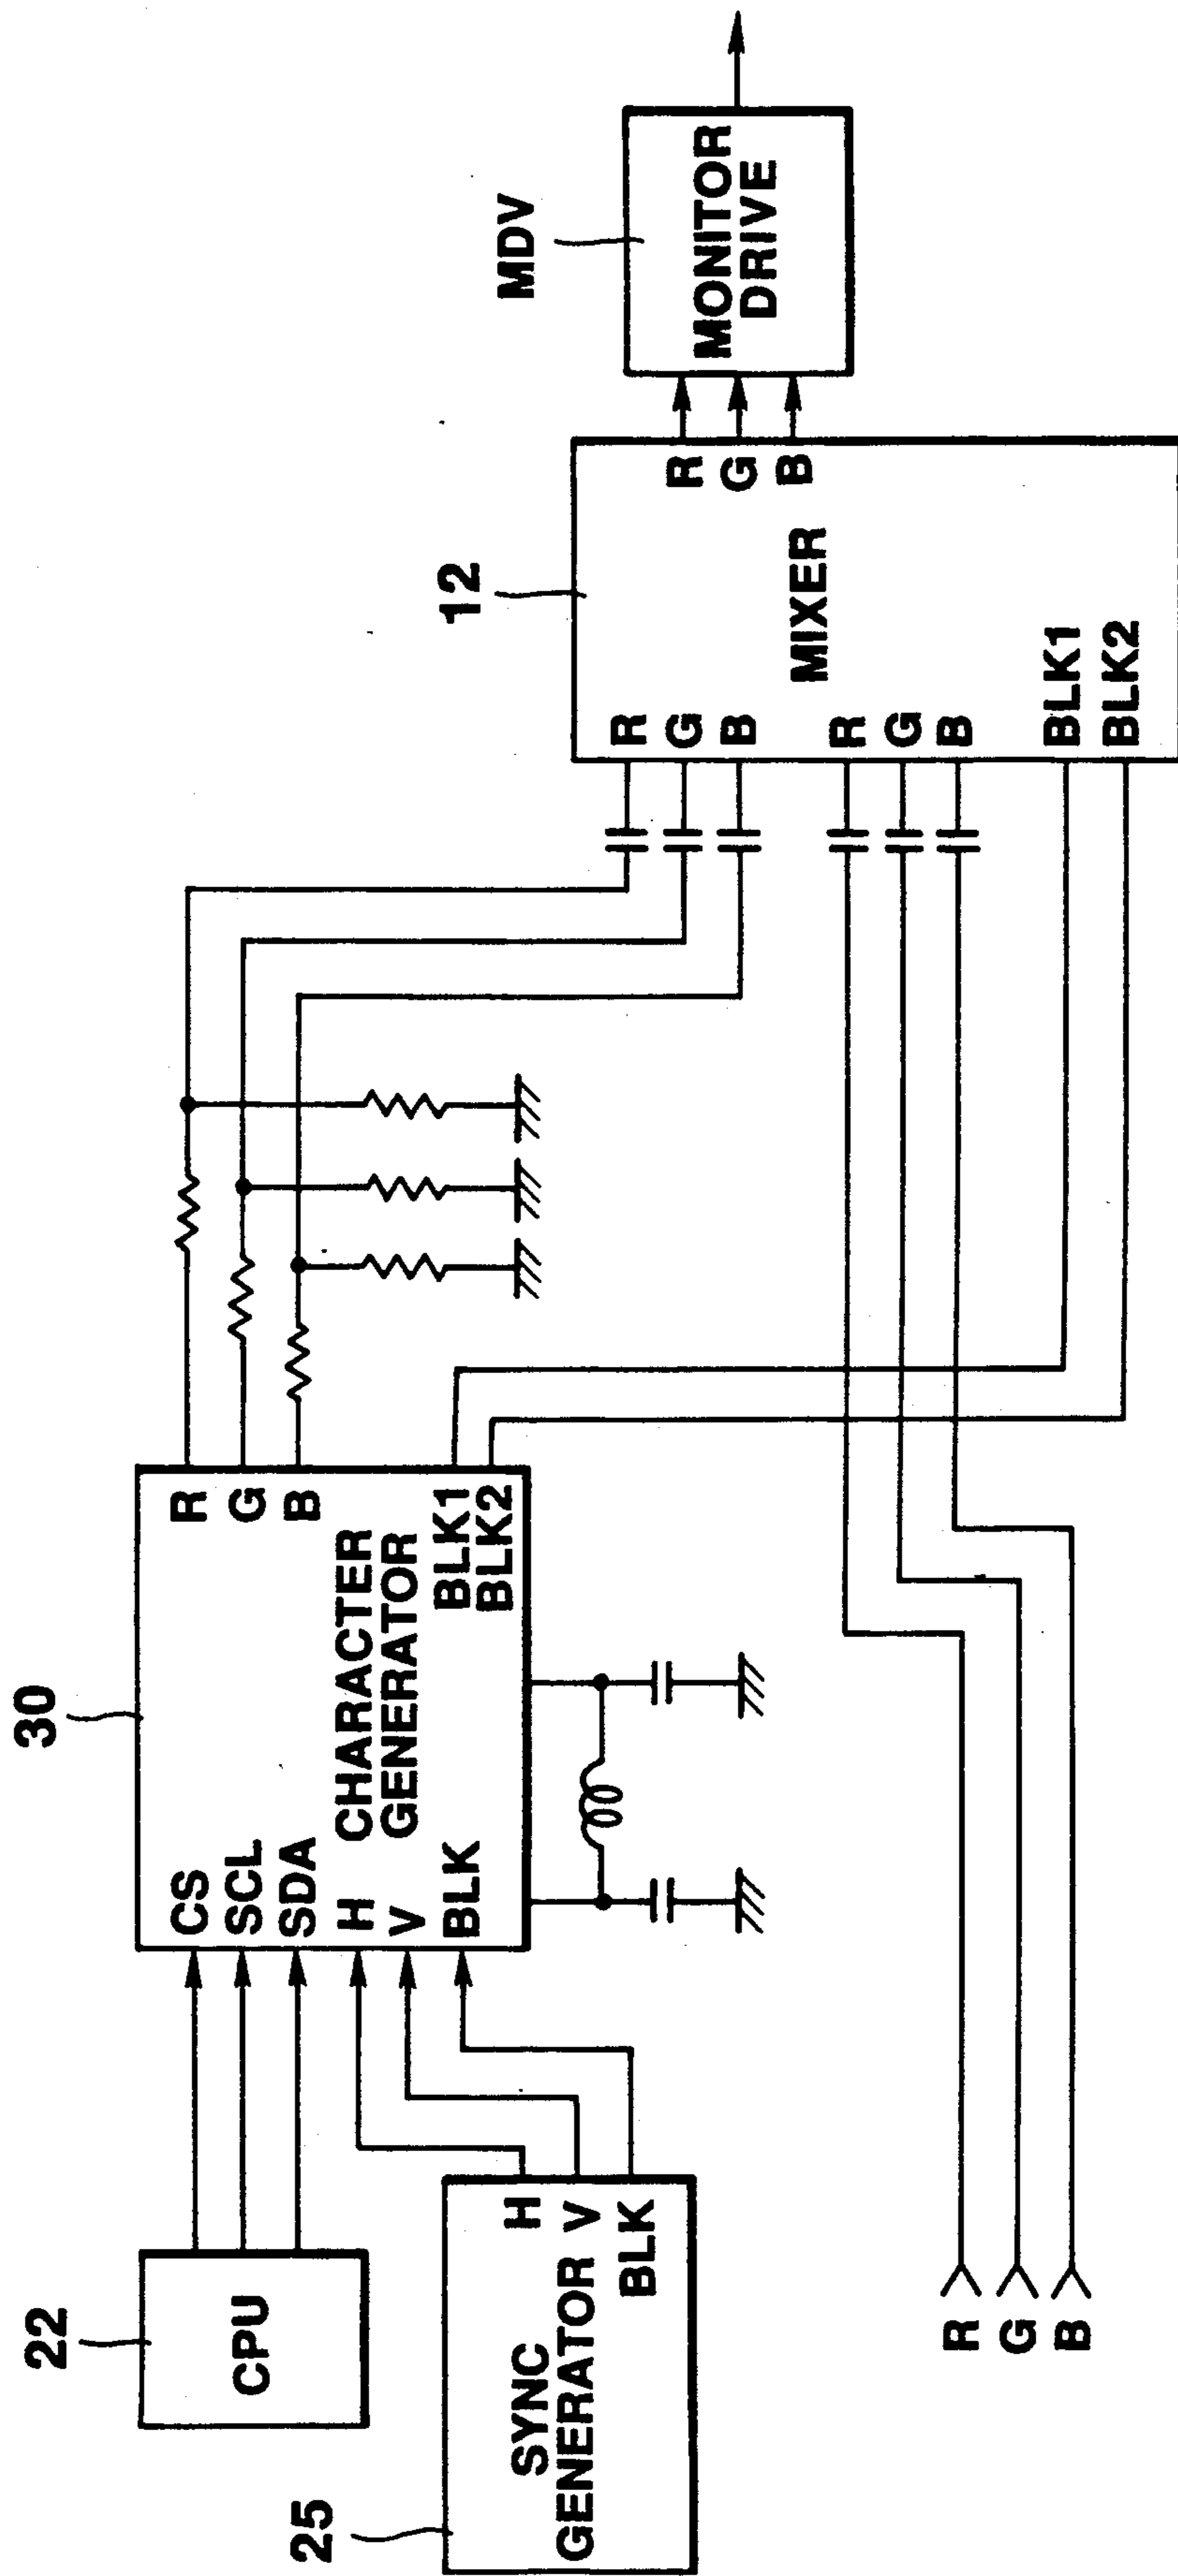 22
CPU
25
SYNC
GENERATOR
H
V
BLK
30
CS
SCL
SDA
H
V
BLK
CHARACTER
GENERATOR
R
G
B
BLK1
BLK2
R
G
B
12
R
G
B
R
G
B
BLK1
BLK2
MIXER
R
G
B
MDV
MONITOR
DRIVE